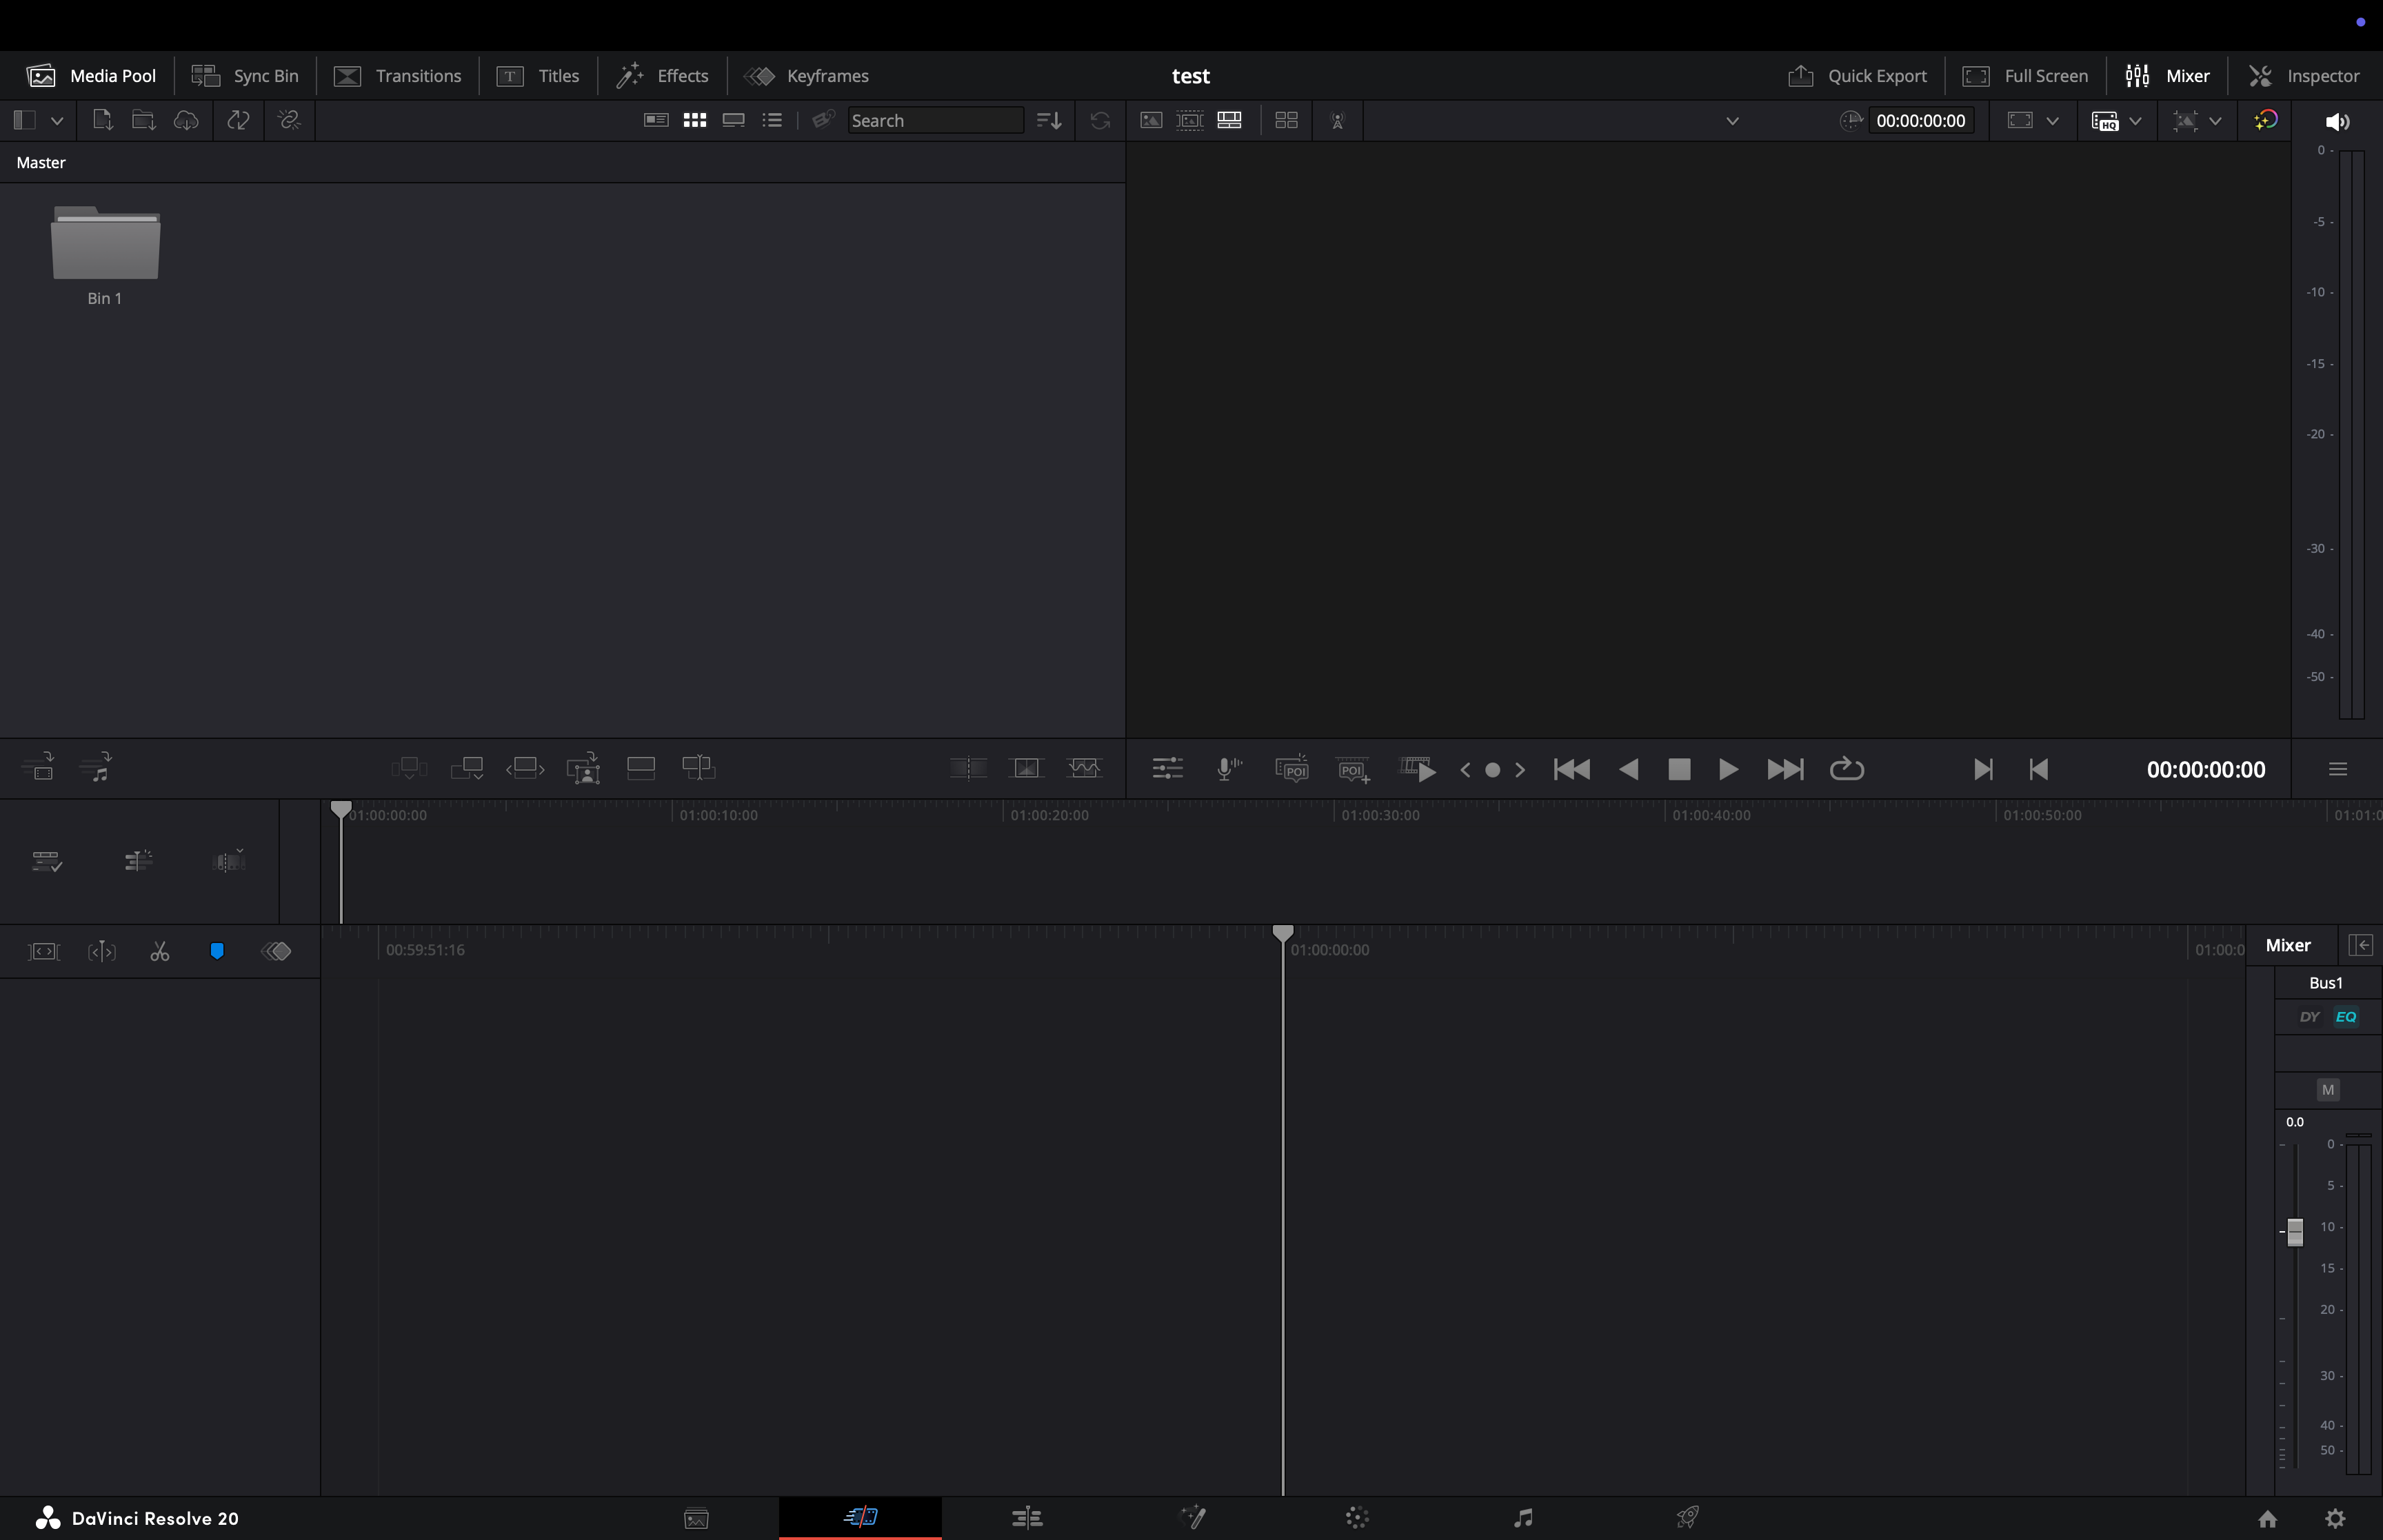 Media Pool Sync Bin Transitions T Titles Effects Keyframes test Quick Export Full Screen Mixer Inspector
Search 00:00:00:00 HQ
Master
Bin 1
0
-5
-10
-15
-20
-30
-40
-50
POI POI 00:00:00:00
01:00:00:00 01:00:10:00 01:00:20:00 01:00:30:00 01:00:40:00 01:00:50:00 01:01:0
00:59:51:16 01:00:00:00 01:00:0
Mixer
Bus1
DY EQ
M
0.0
0
5
10
15
20
30
40
50
DaVinci Resolve 20